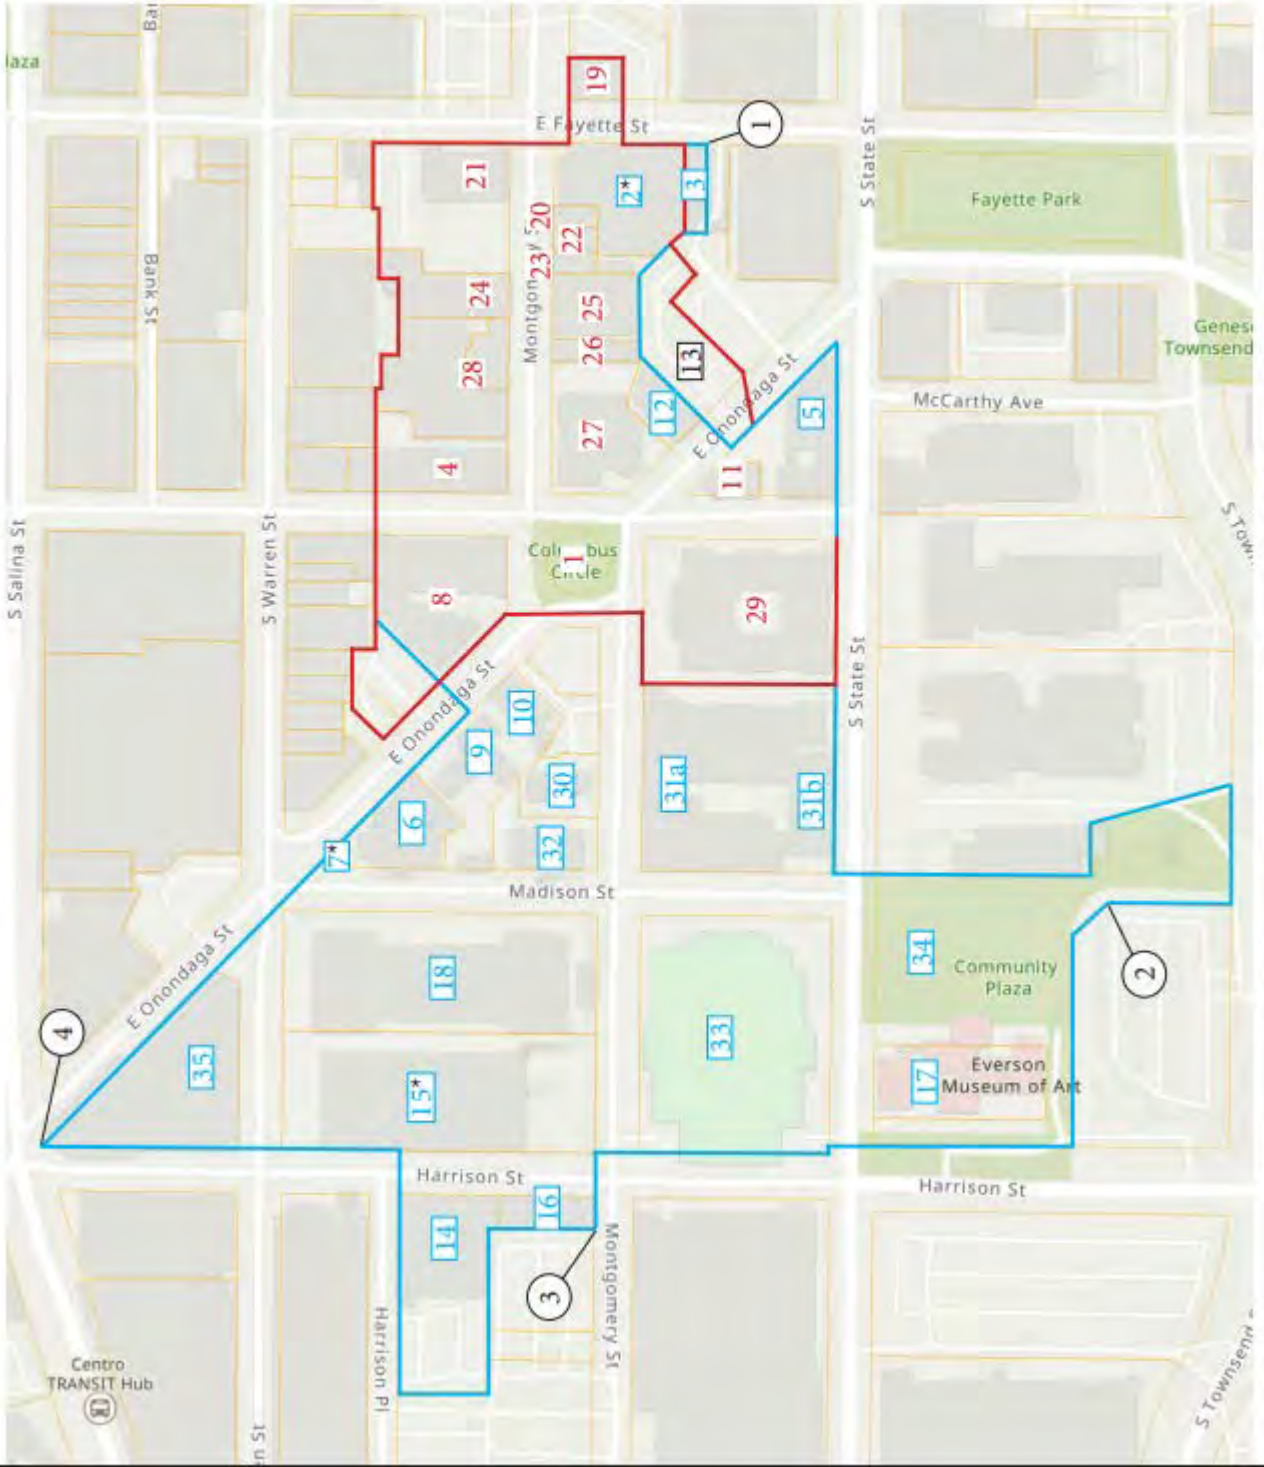 Ba
laza
19
E Fayette St
1
S State St
21
2*
3
Fayette Park
20
Montgomery S
22
23
Bank St
24
25
Genese
Townsend
26
13
28
E Onondaga St
McCarthy Ave
12
5
27
4
11
S Salina St
S Warren St
S Town
Columbus
Circle
1
8
29
S State St
E Onondaga St
10
9
30
31a
31b
6
7*
32
Madison St
E Onondaga St
34
18
Community
Plaza
2
4
33
35
15*
17
Everson
Museum of Art
Harrison St
Harrison St
16
14
3
Montgomery St
Harrison Pl
Centro
TRANSIT Hub
S Townsend
n St